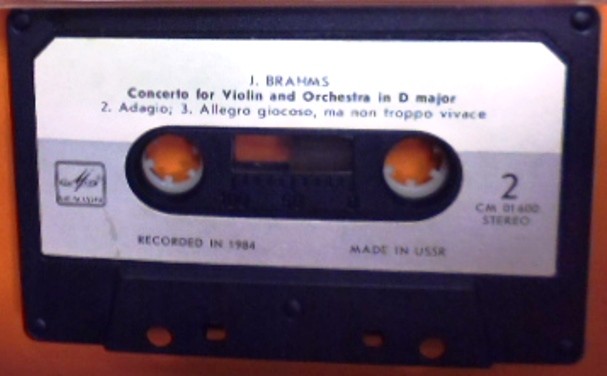 J. BRAHMS
Concerto for Violin and Orchestra in D major
2. Adagio; 3. Allegro giocoso, ma non troppo vivace
2
CM 01600
STEREO
RECORDED IN 1984
MADE IN USSR